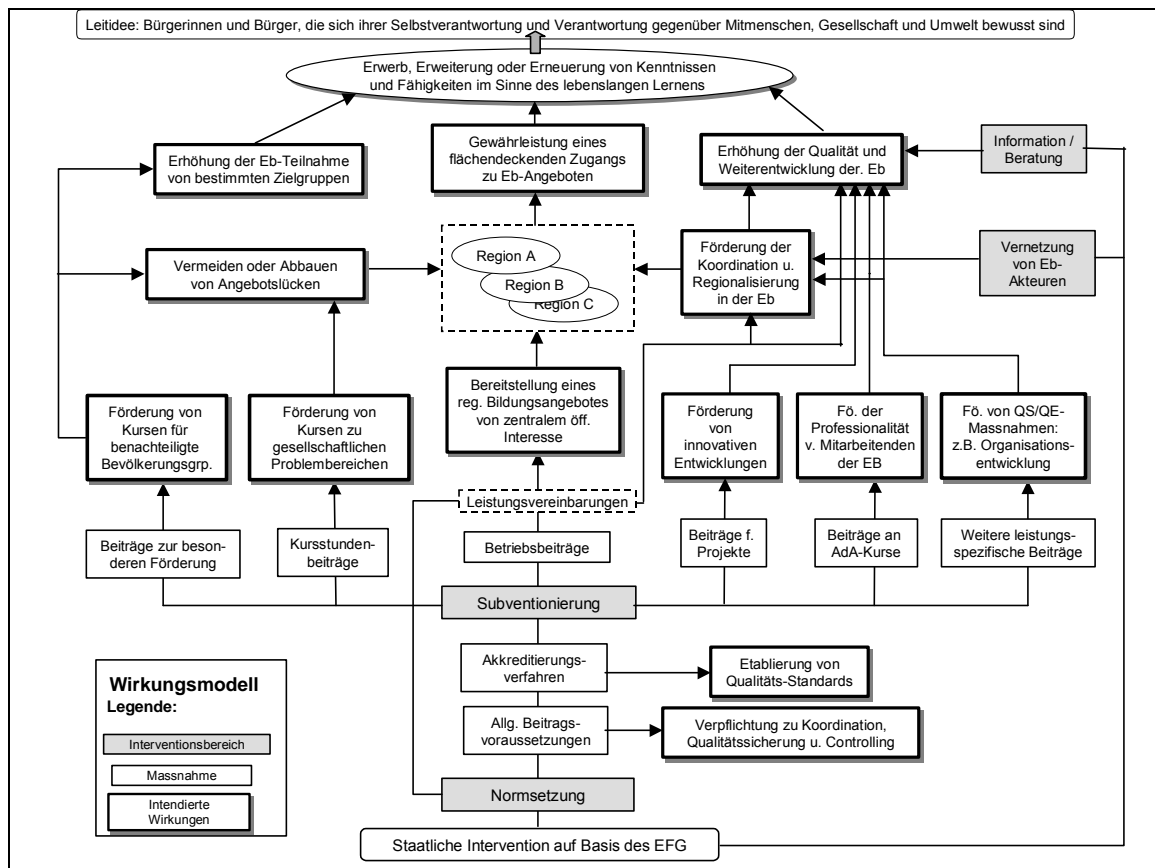 Leitidee: Bürgerinnen und Bürger, die sich ihrer Selbstverantwortung und Verantwortung gegenüber Mitmenschen, Gesellschaft und Umwelt bewusst sind
Erwerb, Erweiterung oder Erneuerung von Kenntnissen
und Fähigkeiten im Sinne des lebenslangen Lernens
Erhöhung der Eb-Teilnahme
von bestimmten Zielgruppen
Gewährleistung eines
flächendeckenden Zugangs
zu Eb-Angeboten
Erhöhung der Qualität und
Weiterentwicklung der. Eb
Information /
Beratung
Vermeiden oder Abbauen
von Angebotslücken
Region A
Region B
Region C
Förderung der
Koordination u.
Regionalisierung
in der Eb
Vernetzung
von Eb-
Akteuren
Förderung von
Kursen für
benachteiligte
Bevölkerungsgrp.
Förderung von
Kursen zu
gesellschaftlichen
Problembereichen
Bereitstellung eines
reg. Bildungsangebotes
von zentralem öff.
Interesse
Förderung
von
innovativen
Entwicklungen
Fö. der
Professionalität
v. Mitarbeitenden
der EB
Fö. von QS/QE-
Massnahmen:
z.B. Organisations-
entwicklung
Leistungsvereinbarungen
Beiträge zur beson-
deren Förderung
Kursstunden-
beiträge
Betriebsbeiträge
Beiträge f.
Projekte
Beiträge an
AdA-Kurse
Weitere leistungs-
spezifische Beiträge
Subventionierung
Akkreditierungs-
verfahren
Etablierung von
Qualitäts-Standards
Allg. Beitrags-
voraussetzungen
Verpflichtung zu Koordination,
Qualitätssicherung u. Controlling
Normsetzung
Staatliche Intervention auf Basis des EFG
Wirkungsmodell
Legende:
Interventionsbereich
Massnahme
Intendierte
Wirkungen